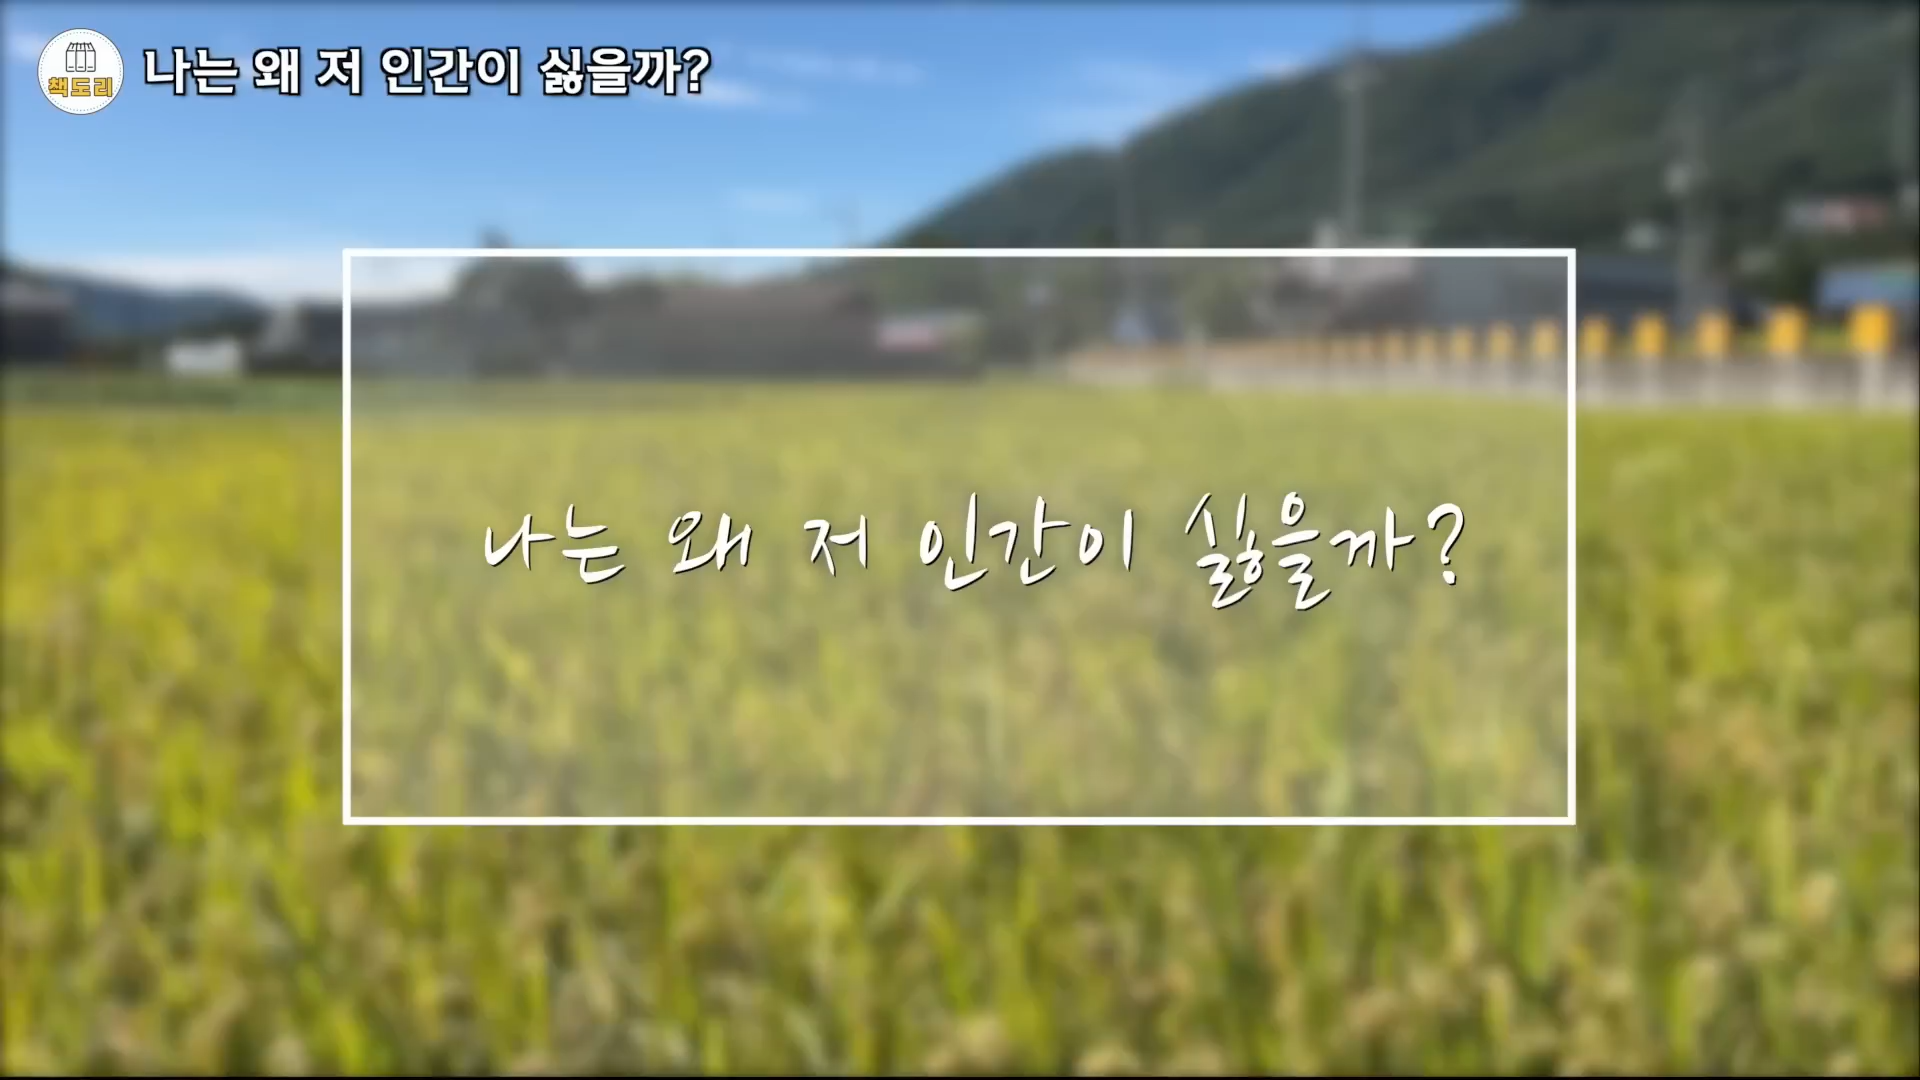 책도리
나는 왜 저 인간이 싫을까?
나는 왜 저 인간이 싫을까?